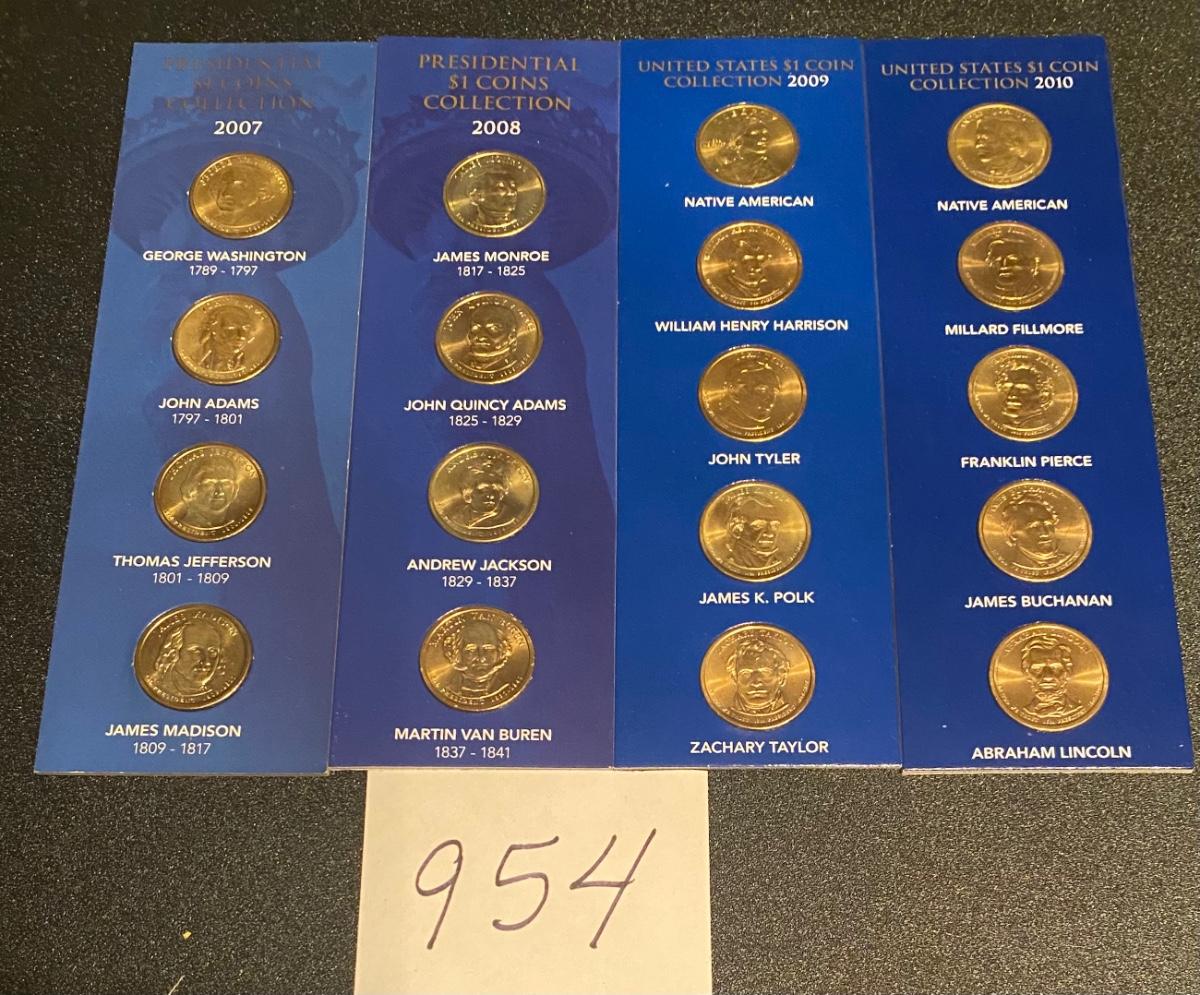 PRESIDENTIAL
$1 COINS
COLLECTION
2007
GEORGE WASHINGTON
1789 - 1797
JOHN ADAMS
1797 - 1801
THOMAS JEFFERSON
1801 - 1809
JAMES MADISON
1809 - 1817
PRESIDENTIAL
$1 COINS
COLLECTION
2008
JAMES MONROE
1817 - 1825
JOHN QUINCY ADAMS
1825 - 1829
ANDREW JACKSON
1829 - 1837
MARTIN VAN BUREN
1837 - 1841
UNITED STATES $1 COIN
COLLECTION 2009
NATIVE AMERICAN
WILLIAM HENRY HARRISON
JOHN TYLER
JAMES K. POLK
ZACHARY TAYLOR
UNITED STATES $1 COIN
COLLECTION 2010
NATIVE AMERICAN
MILLARD FILLMORE
FRANKLIN PIERCE
JAMES BUCHANAN
ABRAHAM LINCOLN
954